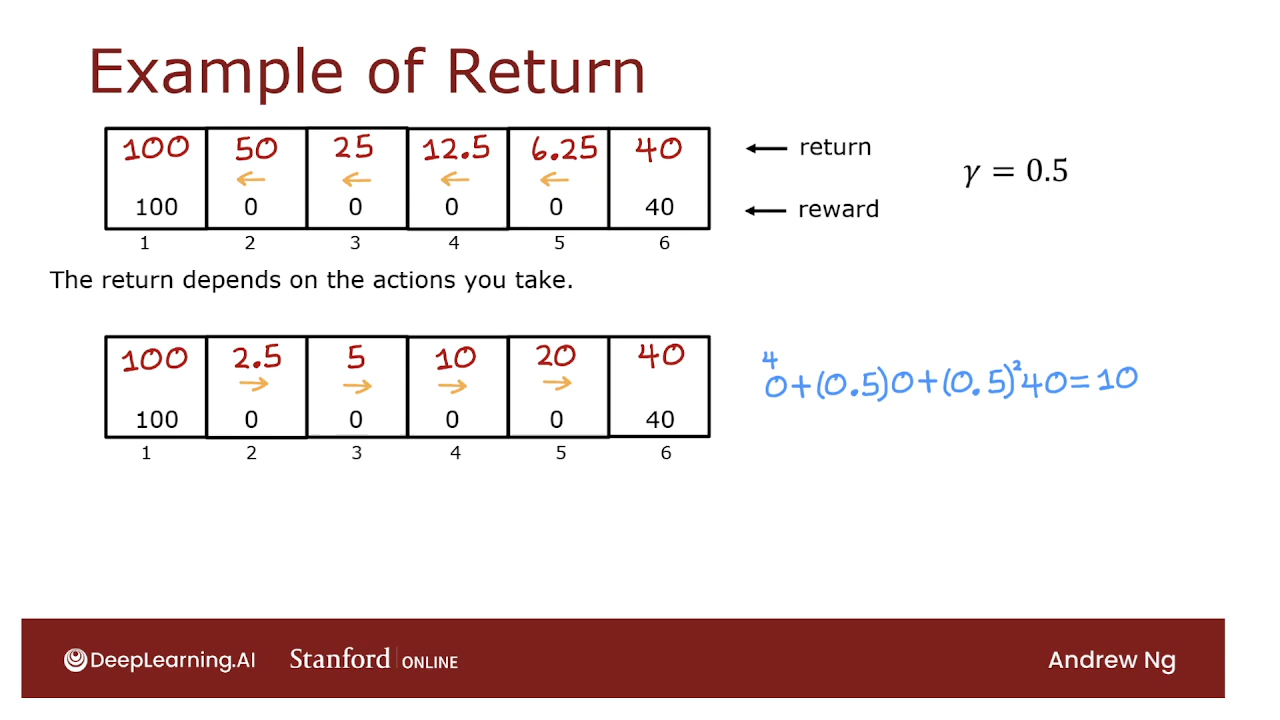 Example of Return
100 50 25 12.5 6.25 40 ← return
← ← ← ←
γ = 0.5
100 0 0 0 0 40 ← reward
1 2 3 4 5 6
The return depends on the actions you take.
100 2.5 5 10 20 40
→ → → →
4
0+(0.5)0+(0.5)²40=10
100 0 0 0 0 40
1 2 3 4 5 6
DeepLearning.AI Stanford | ONLINE Andrew Ng